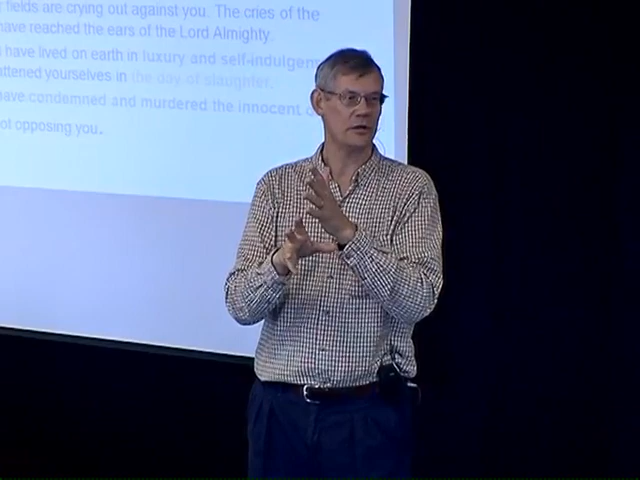 fields are crying out against you. The cries of the
have reached the ears of the Lord Almighty.
have lived on earth in luxury and self-indulgen
attened yourselves in the day of slaughter.
have condemned and murdered the innocent
ot opposing you.